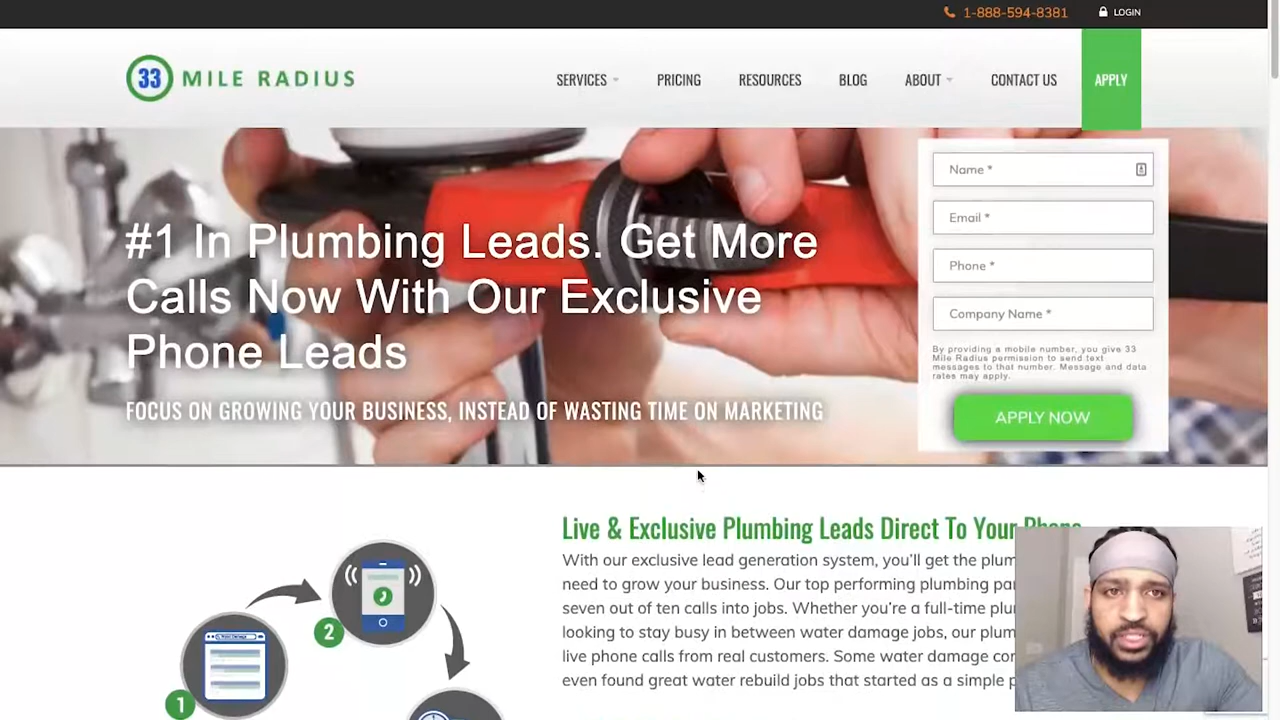 1-888-594-8381 LOGIN
33 MILE RADIUS
SERVICES PRICING RESOURCES BLOG ABOUT CONTACT US APPLY
#1 In Plumbing Leads. Get More
Calls Now With Our Exclusive
Phone Leads
FOCUS ON GROWING YOUR BUSINESS, INSTEAD OF WASTING TIME ON MARKETING
Name *
Email *
Phone *
Company Name *
By providing a mobile number, you give 33
Mile Radius permission to send text
messages to that number. Message and data
rates may apply.
APPLY NOW
1
2
Live & Exclusive Plumbing Leads Direct To Your Phone
With our exclusive lead generation system, you'll get the
need to grow your business. Our top performing plumbing
seven out of ten calls into jobs. Whether you're a full-time
looking to stay busy in between water damage jobs, our
live phone calls from real customers. Some water damage
even found great water rebuild jobs that started as a simple